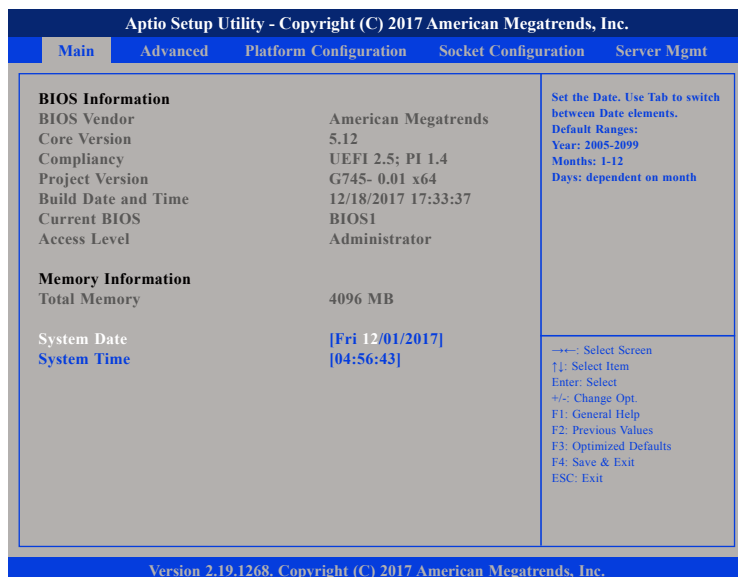 Aptio Setup Utility - Copyright (C) 2017 American Megatrends, Inc.
Main Advanced Platform Configuration Socket Configuration Server Mgmt
BIOS Information
BIOS Vendor American Megatrends
Core Version 5.12
Compliancy UEFI 2.5; PI 1.4
Project Version G745- 0.01 x64
Build Date and Time 12/18/2017 17:33:37
Current BIOS BIOS1
Access Level Administrator
Memory Information
Total Memory 4096 MB
System Date [Fri 12/01/2017]
System Time [04:56:43]
Set the Date. Use Tab to switch
between Date elements.
Default Ranges:
Year: 2005-2099
Months: 1-12
Days: dependent on month
→←: Select Screen
↑↓: Select Item
Enter: Select
+/-: Change Opt.
F1: General Help
F2: Previous Values
F3: Optimized Defaults
F4: Save & Exit
ESC: Exit
Version 2.19.1268. Copyright (C) 2017 American Megatrends, Inc.